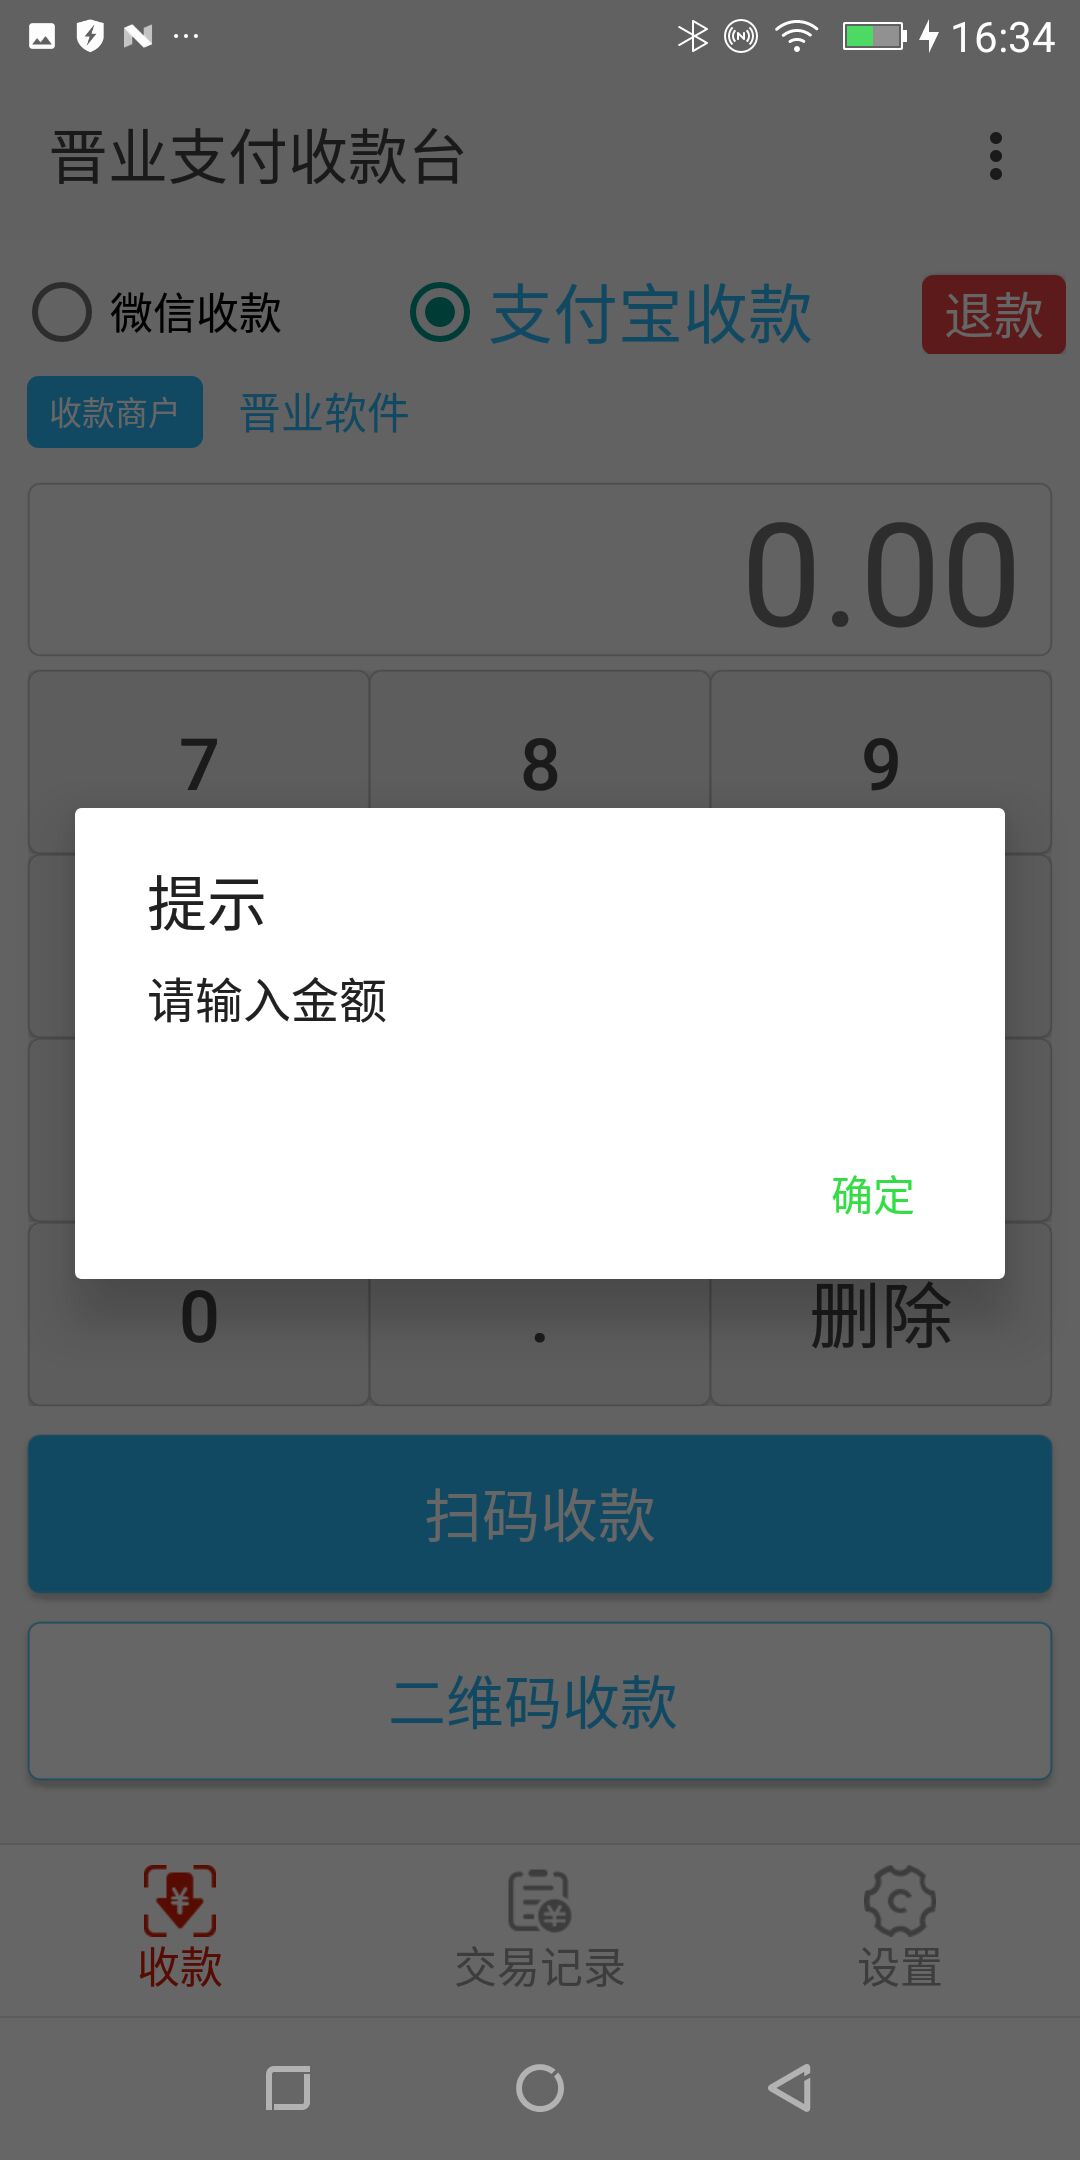 16:34
晋业支付收款台
微信收款 支付宝收款 退款
收款商户 晋业软件
0.00
7 8 9
提示
请输入金额
确定
0 . 删除
扫码收款
二维码收款
收款 交易记录 设置